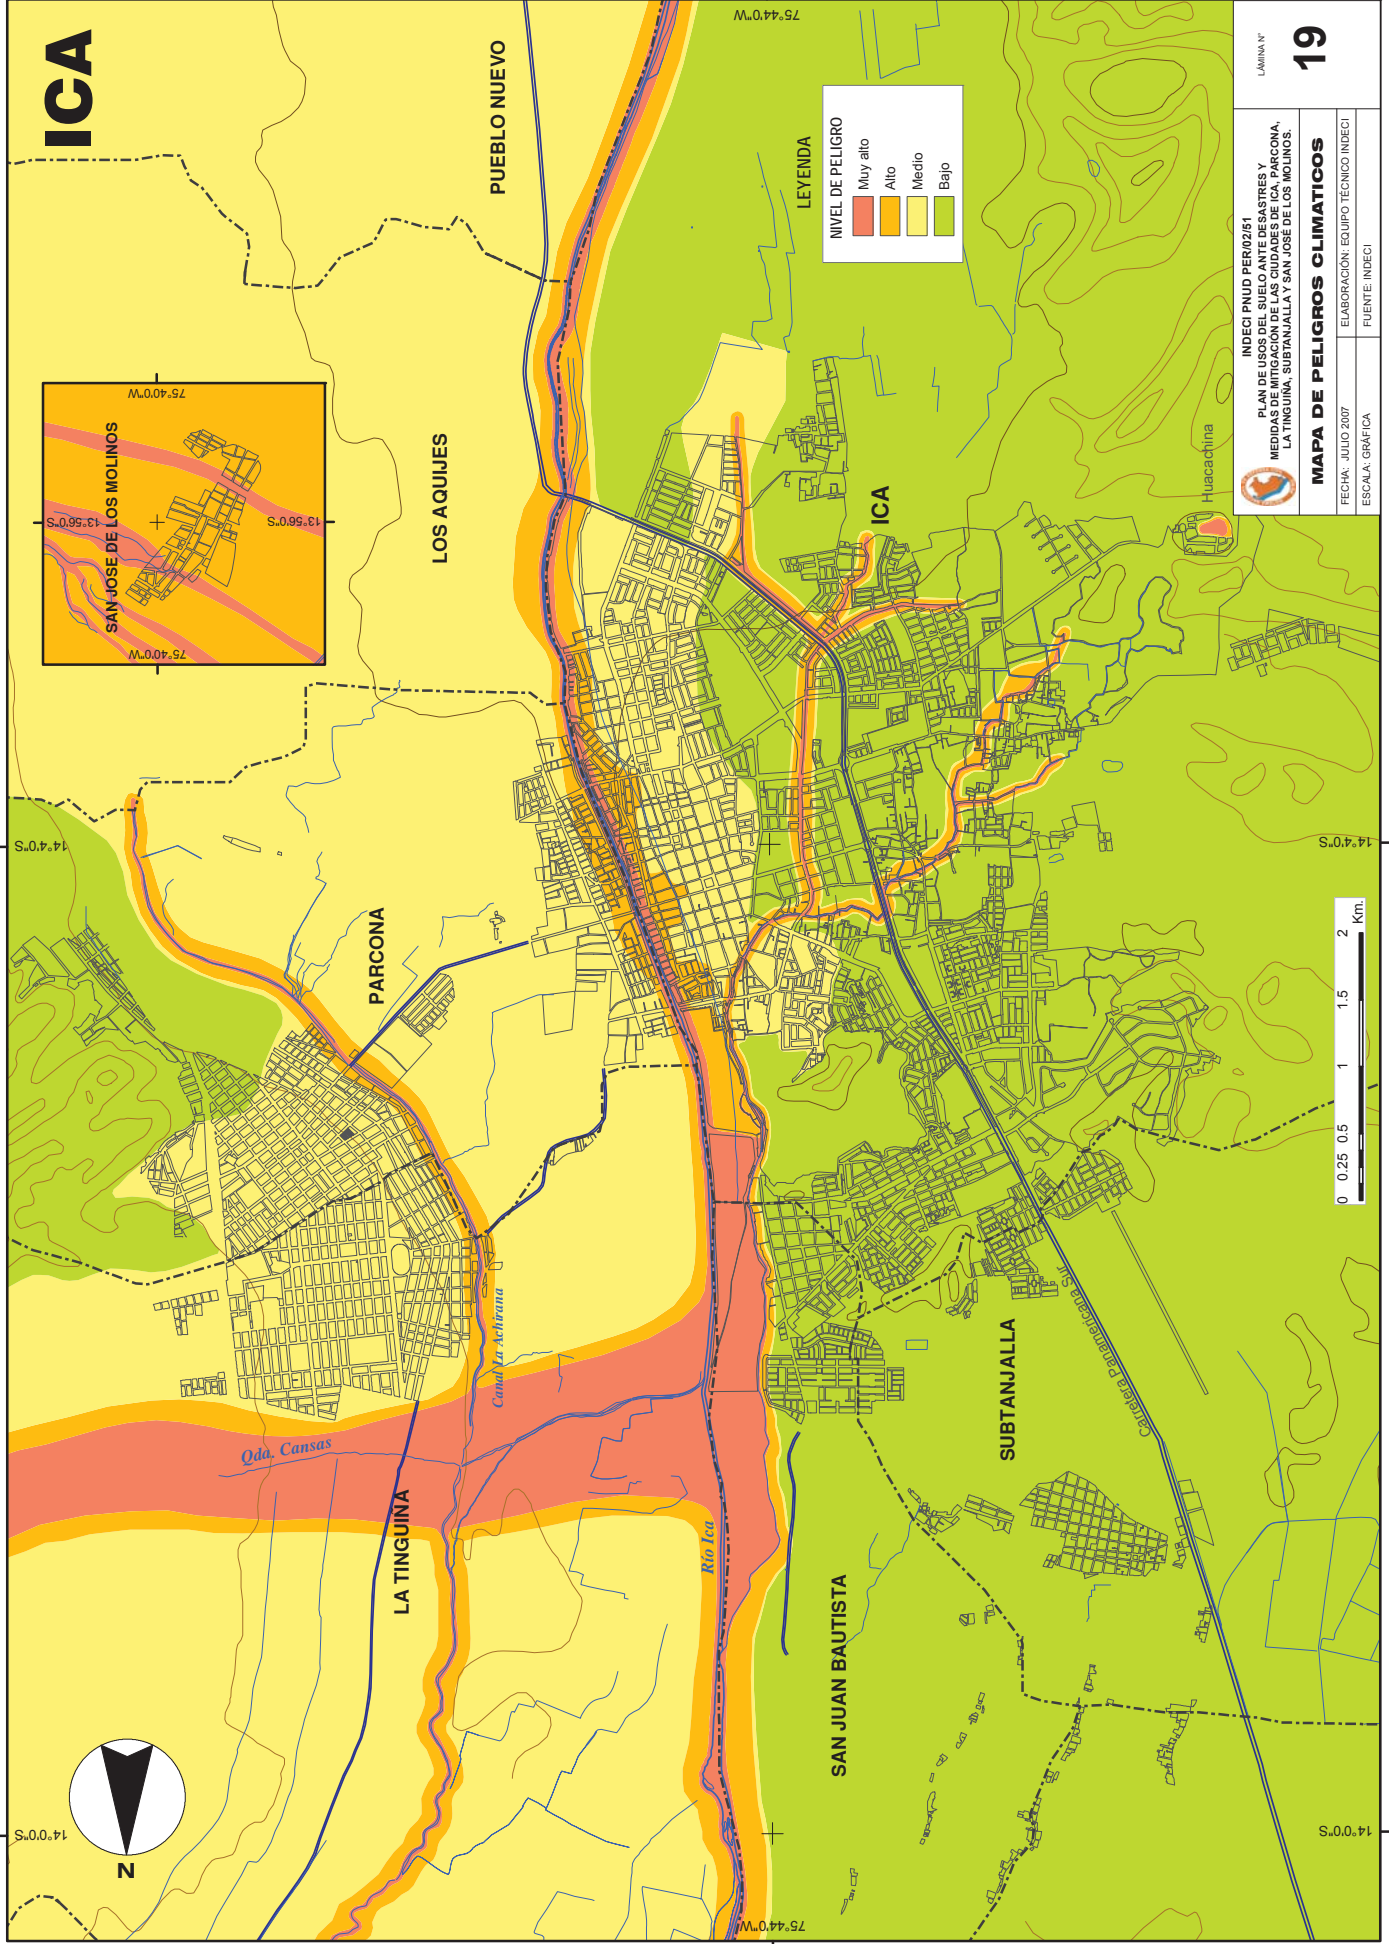 ICA
PUEBLO NUEVO
LOS AQUIJES
SAN JOSE DE LOS MOLINOS
75°40'0"W
75°40'0"W
13°56'0"S
13°56'0"S
PARCONA
LA TINGUIÑA
Qda. Cansas
Canal La Achirana
Río Ica
SAN JUAN BAUTISTA
SUBTANJALLA
Carretera Panamericana Sur
ICA
Huacachina
N
75°44'0"W
75°44'0"W
14°4'0"S
14°4'0"S
14°0'0"S
14°0'0"S
LEYENDA
NIVEL DE PELIGRO
Muy alto
Alto
Medio
Bajo
0 0.25 0.5 1 1.5 2
Km.
INDECI PNUD PER/02/51
PLAN DE USOS DEL SUELO ANTE DESASTRES Y
MEDIDAS DE MITIGACIÓN DE LAS CIUDADES DE ICA, PARCONA,
LA TINGUIÑA, SUBTANJALLA Y SAN JOSÉ DE LOS MOLINOS.
MAPA DE PELIGROS CLIMATICOS
FECHA: JULIO 2007
ELABORACIÓN: EQUIPO TÉCNICO INDECI
ESCALA: GRÁFICA
FUENTE: INDECI
LÁMINA N°
19